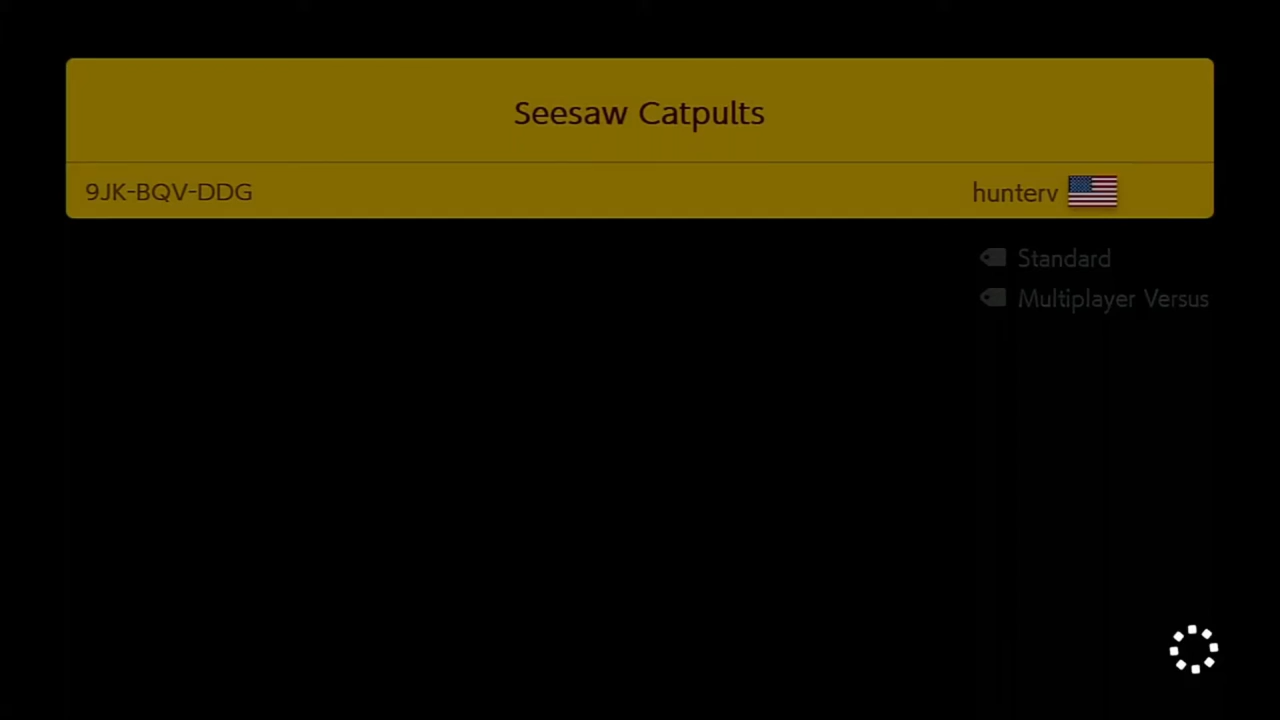 Seesaw Catpults
9JK-BQV-DDG
hunterv
Standard
Multiplayer Versus